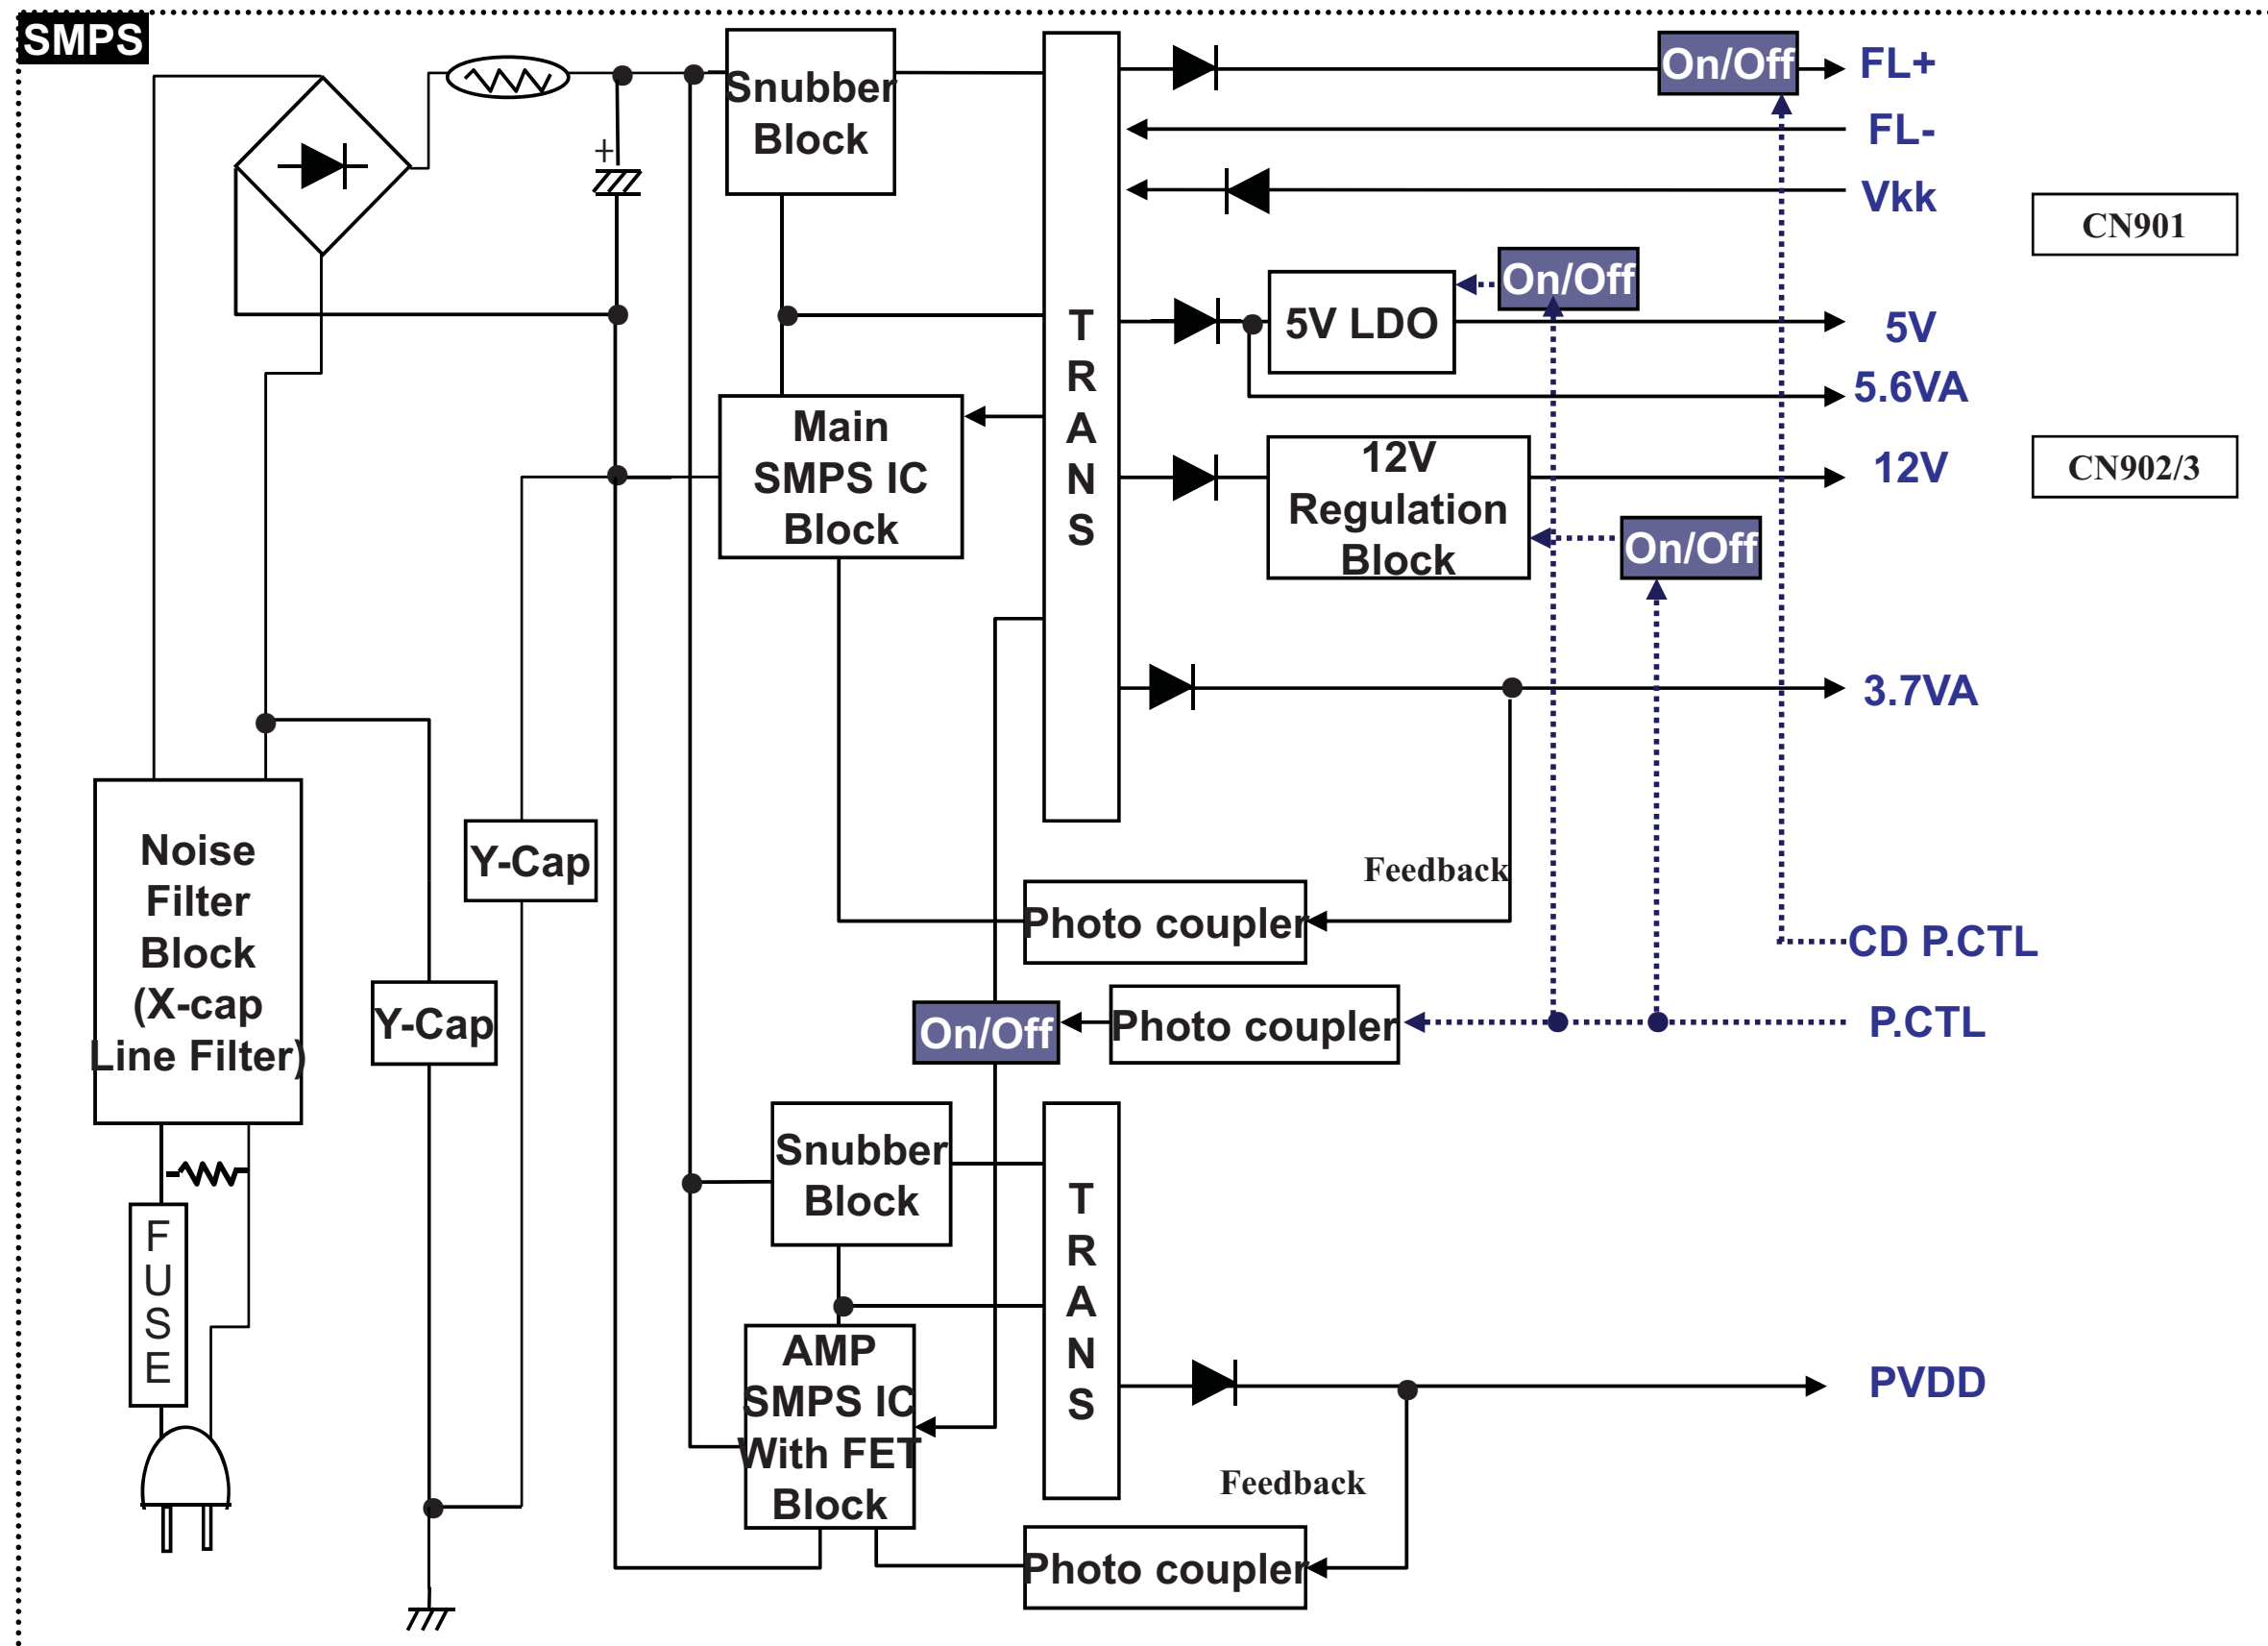 SMPS
Snubber
Block
On/Off
FL+
FL-
Vkk
CN901
+
On/Off
5V LDO
5V
5.6VA
T
R
A
N
S
Main
SMPS IC
Block
12V
Regulation
Block
12V
CN902/3
On/Off
3.7VA
Noise
Filter
Block
(X-cap
Line Filter)
Y-Cap
Y-Cap
Feedback
Photo coupler
CD P.CTL
On/Off
Photo coupler
P.CTL
Snubber
Block
F
U
S
E
T
R
A
N
S
AMP
SMPS IC
With FET
Block
PVDD
Feedback
Photo coupler